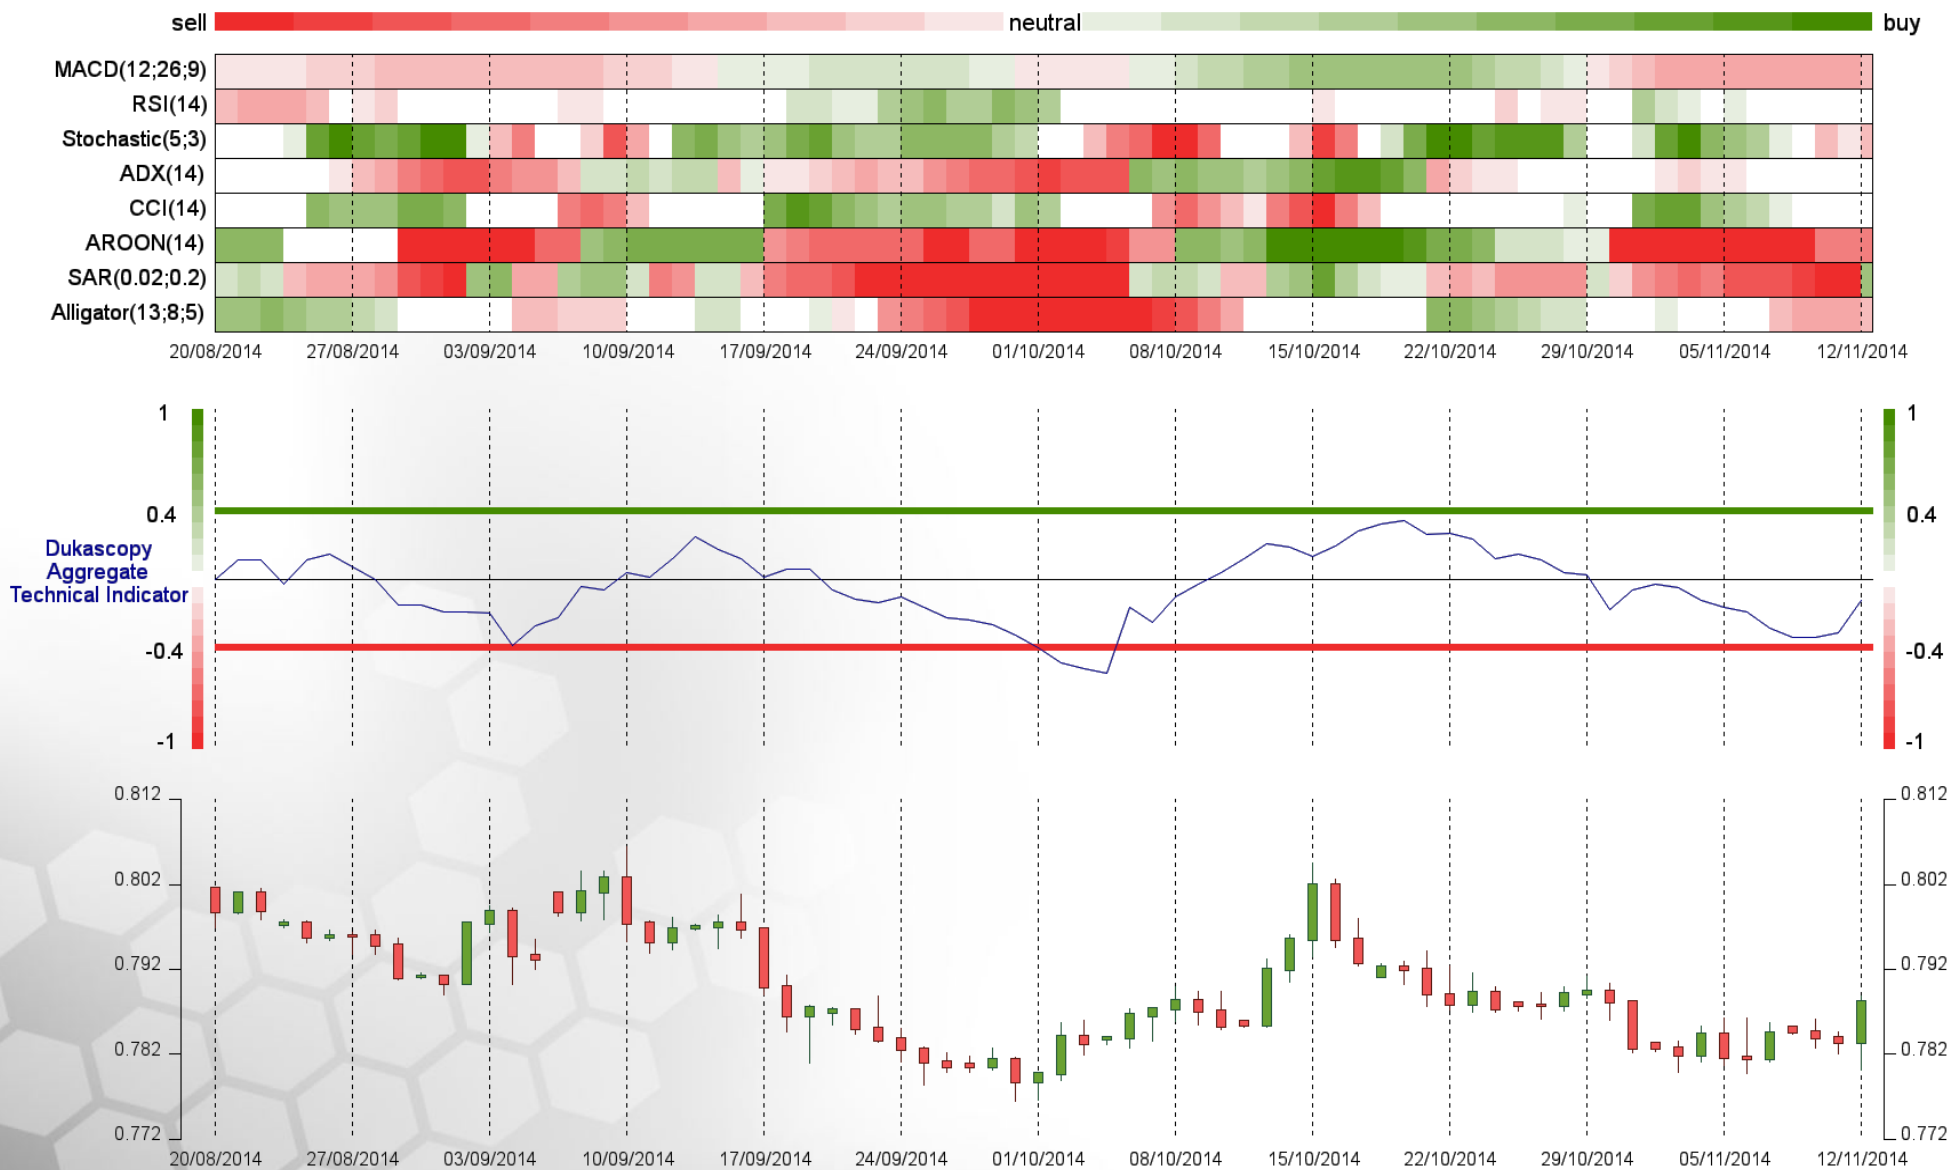 sell neutral buy
MACD(12;26;9)
RSI(14)
Stochastic(5;3)
ADX(14)
CCI(14)
AROON(14)
SAR(0.02;0.2)
Alligator(13;8;5)
20/08/2014 27/08/2014 03/09/2014 10/09/2014 17/09/2014 24/09/2014 01/10/2014 08/10/2014 15/10/2014 22/10/2014 29/10/2014 05/11/2014 12/11/2014
1 1
0.4 0.4
Dukascopy
Aggregate
Technical Indicator
-0.4 -0.4
-1 -1
0.812 0.812
0.802 0.802
0.792 0.792
0.782 0.782
0.772 0.772
20/08/2014 27/08/2014 03/09/2014 10/09/2014 17/09/2014 24/09/2014 01/10/2014 08/10/2014 15/10/2014 22/10/2014 29/10/2014 05/11/2014 12/11/2014